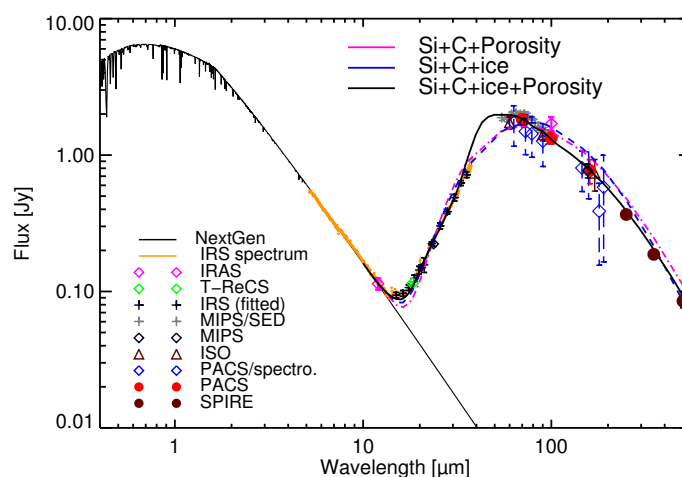 10.00
1.00
0.10
0.01
Flux [Jy]
Si+C+Porosity
Si+C+ice
Si+C+ice+Porosity
NextGen
IRS spectrum
IRAS
T−ReCS
IRS (fitted)
MIPS/SED
MIPS
ISO
PACS/spectro.
PACS
SPIRE
1 10 100
Wavelength [μm]